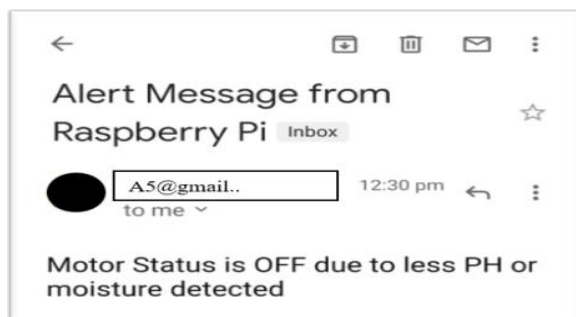 Alert Message from
Raspberry Pi Inbox
A5@gmail.. 12:30 pm
to me
Motor Status is OFF due to less PH or
moisture detected